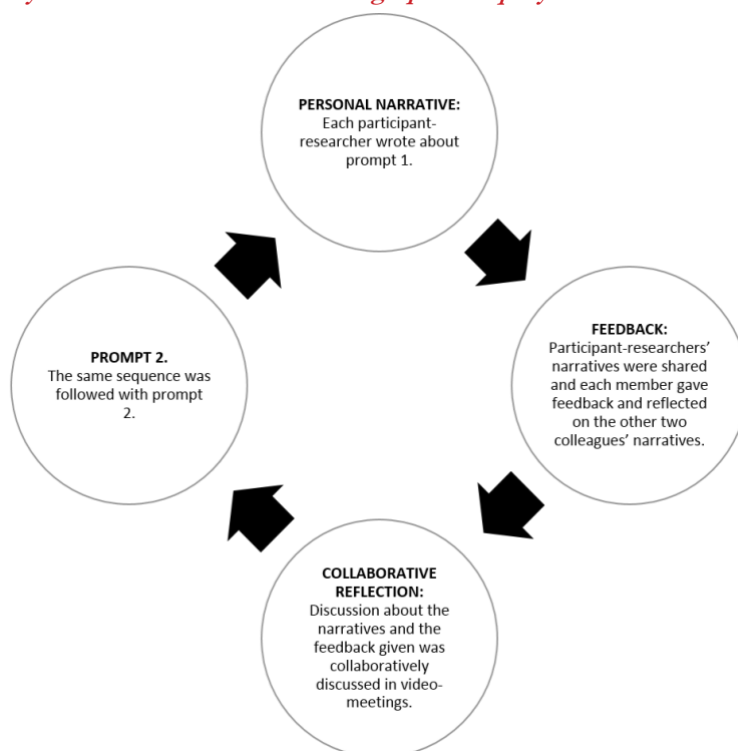 PERSONAL NARRATIVE:
Each participant-
researcher wrote about
prompt 1.
FEEDBACK:
Participant-researchers’
narratives were shared
and each member gave
feedback and reflected
on the other two
colleagues’ narratives.
PROMPT 2.
The same sequence was
followed with prompt
2.
COLLABORATIVE
REFLECTION:
Discussion about the
narratives and the
feedback given was
collaboratively
discussed in video-
meetings.